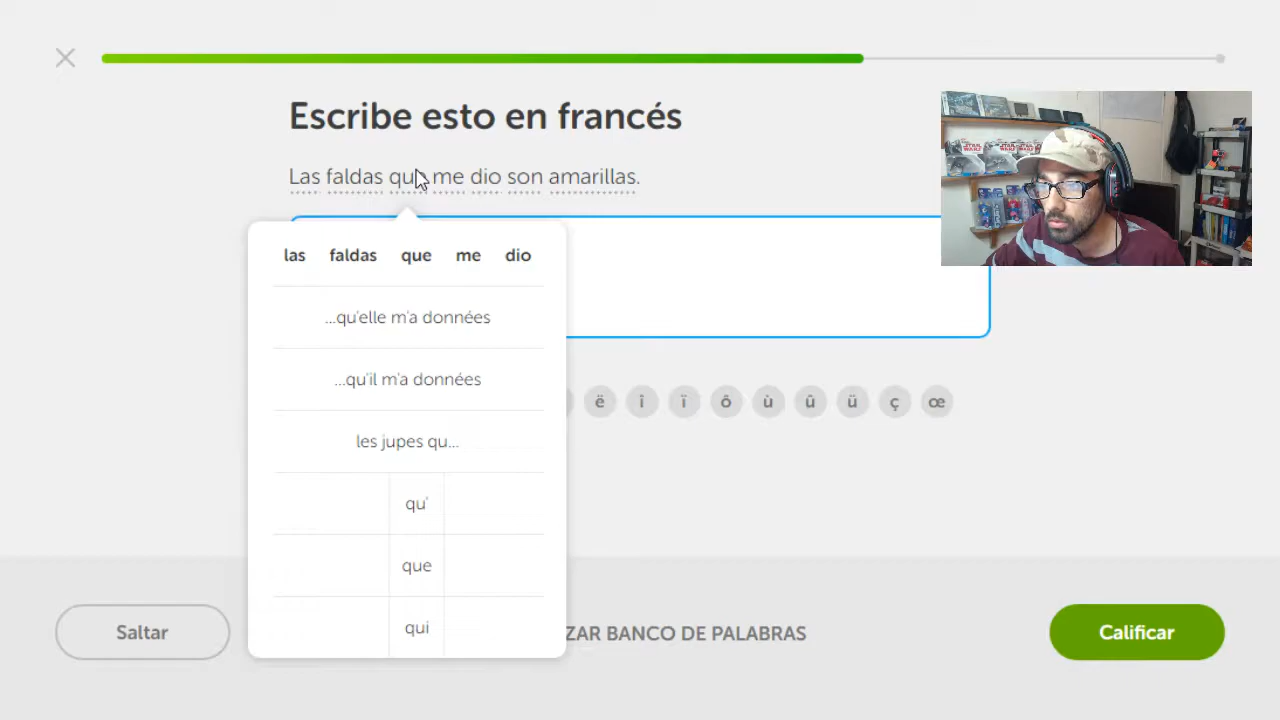 Escribe esto en francés
Las faldas que me dio son amarillas.
las faldas que me dio
...qu'elle m'a données
...qu'il m'a données
les jupes qu...
qu'
que
qui
ë î ï ô ù û ü ç œ
Saltar
ZAR BANCO DE PALABRAS
Calificar